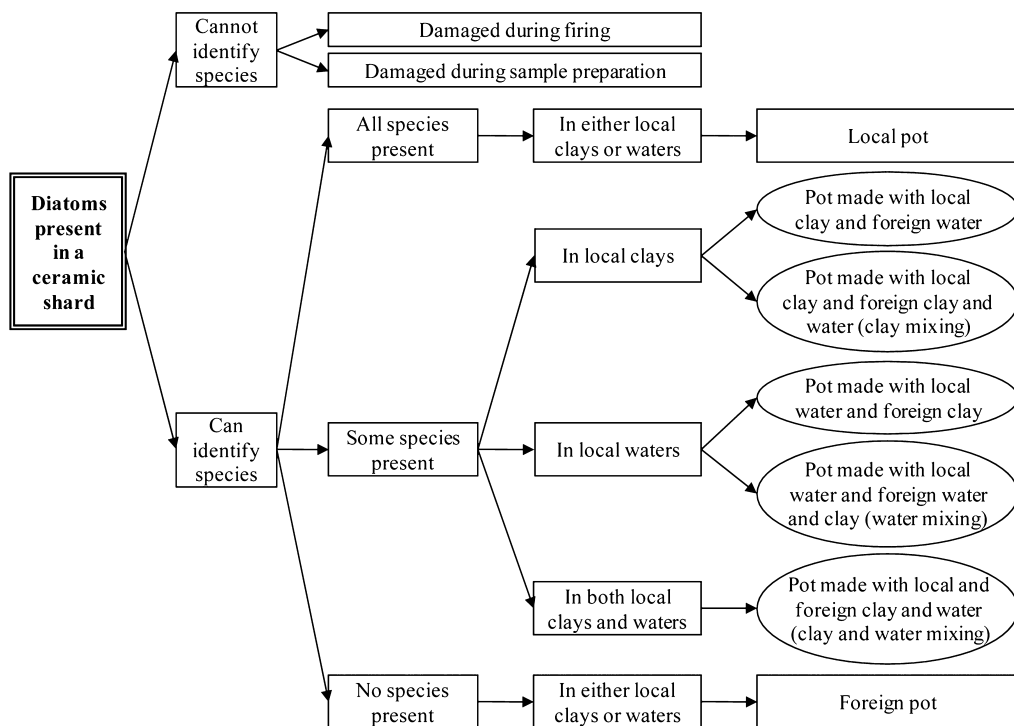 Diatoms
present
in a
ceramic
shard
Cannot
identify
species
Damaged during firing
Damaged during sample preparation
Can
identify
species
All species
present
In either local
clays or waters
Local pot
Some species
present
In local clays
Pot made with local
clay and foreign water
Pot made with local
clay and foreign clay and
water (clay mixing)
In local waters
Pot made with local
water and foreign clay
Pot made with local
water and foreign water
and clay (water mixing)
In both local
clays and waters
Pot made with local and
foreign clay and water
(clay and water mixing)
No species
present
In either local
clays or waters
Foreign pot